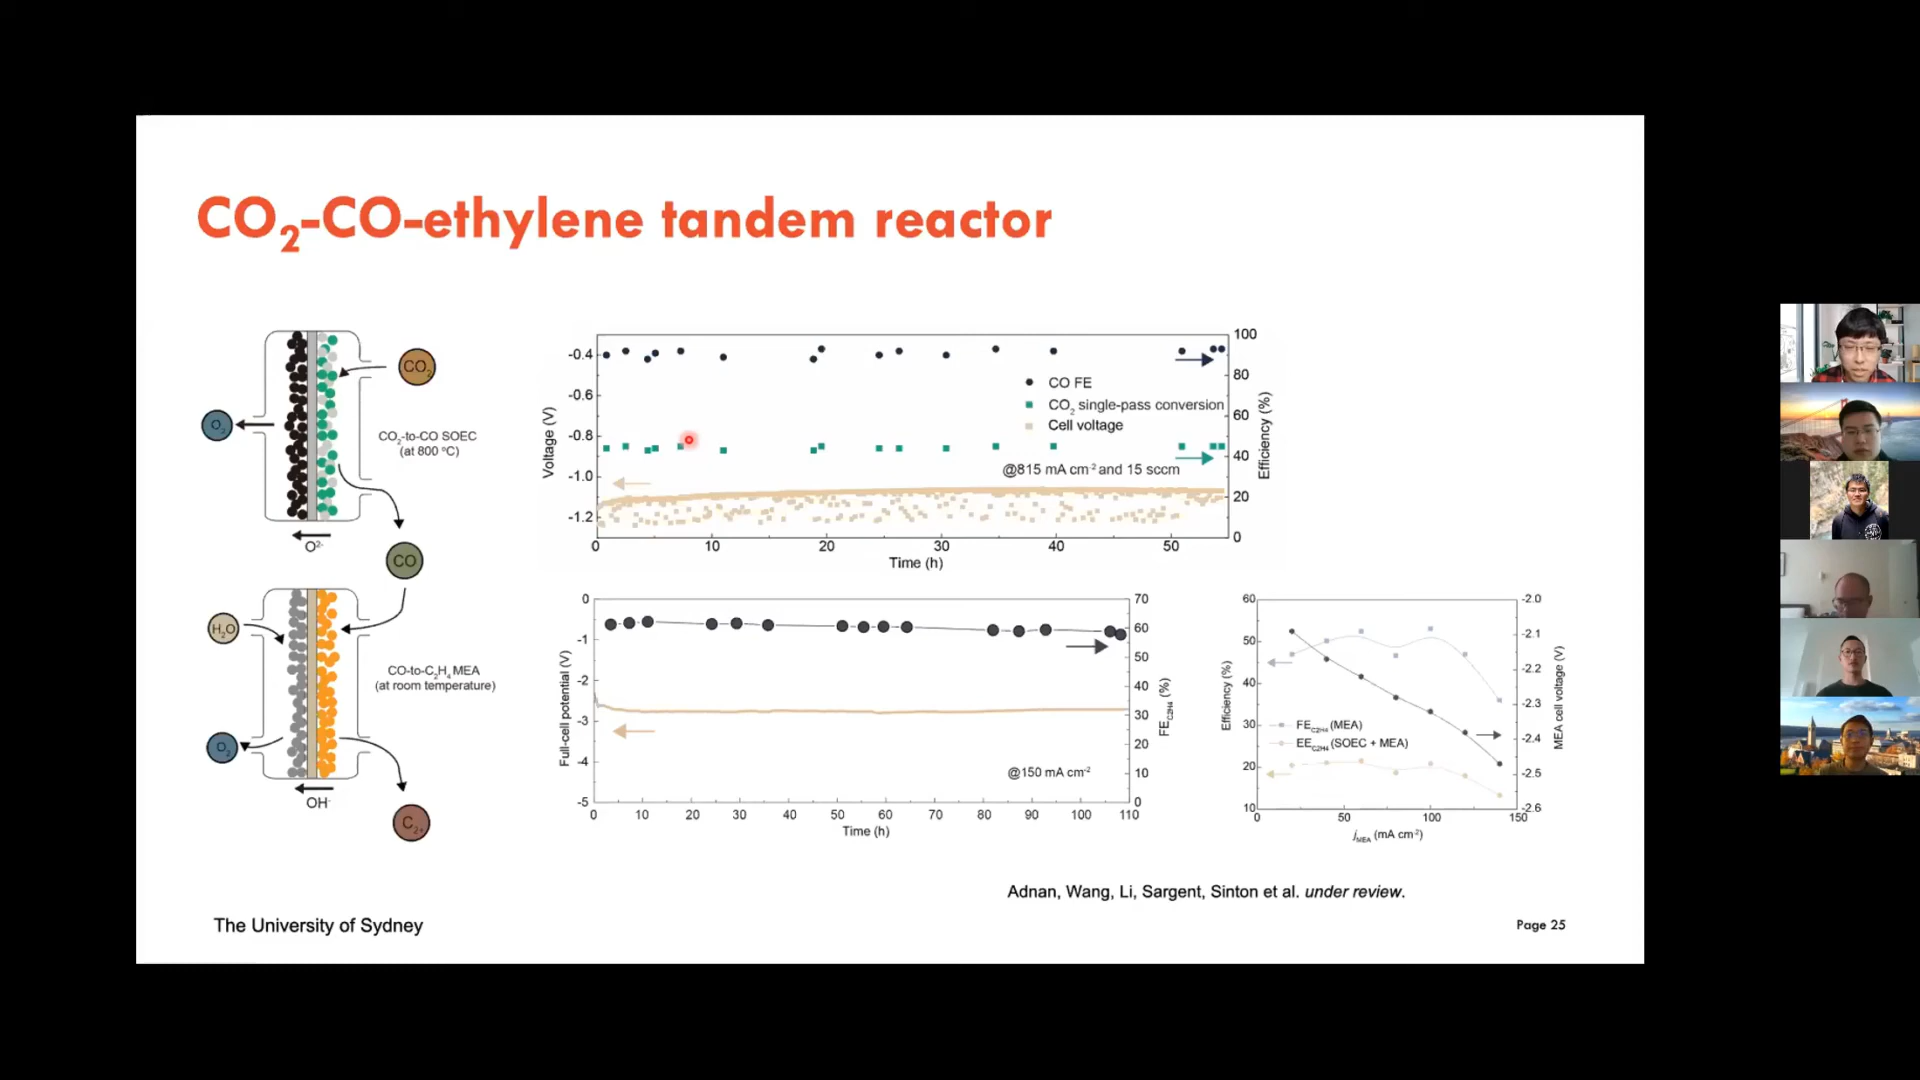 CO₂-CO-ethylene tandem reactor
CO₂
O₂
CO₂-to-CO SOEC
(at 800 °C)
O²⁻
CO
H₂O
CO-to-C₂H₄ MEA
(at room temperature)
O₂
OH⁻
C₂₊
-0.4
-0.6
-0.8
-1.0
-1.2
Voltage (V)
100
80
60
40
20
0
Efficiency (%)
CO FE
CO₂ single-pass conversion
Cell voltage
@815 mA cm⁻² and 15 sccm
0 10 20 30 40 50
Time (h)
0
-1
-2
-3
-4
-5
Full-cell potential (V)
70
60
50
40
30
20
10
0
FE_C2H4 (%)
@150 mA cm⁻²
0 10 20 30 40 50 60 70 80 90 100 110
Time (h)
60
50
40
30
20
10
Efficiency (%)
-2.0
-2.1
-2.2
-2.3
-2.4
-2.5
-2.6
MEA cell voltage (V)
FE_C2H4 (MEA)
EE_C2H4 (SOEC + MEA)
0 50 100 150
j_MEA (mA cm⁻²)
Adnan, Wang, Li, Sargent, Sinton et al. under review.
The University of Sydney
Page 25